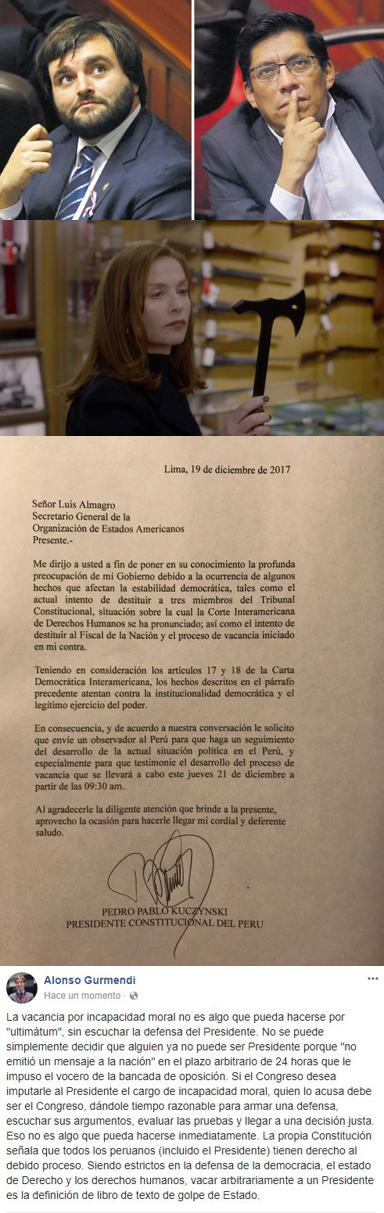 Lima, 19 de diciembre de 2017
Señor Luis Almagro
Secretario General de la
Organización de Estados Americanos
Presente.-
Me dirijo a usted a fin de poner en su conocimiento la profunda
preocupación de mi Gobierno debido a la ocurrencia de algunos
hechos que afectan la estabilidad democrática, tales como el
actual intento de destituir a tres miembros del Tribunal
Constitucional, situación sobre la cual la Corte Interamericana
de Derechos Humanos se ha pronunciado; así como el intento de
destituir al Fiscal de la Nación y el proceso de vacancia iniciado
en mi contra.
Teniendo en consideración los artículos 17 y 18 de la Carta
Democrática Interamericana, los hechos descritos en el párrafo
precedente atentan contra la institucionalidad democrática y el
legítimo ejercicio del poder.
En consecuencia, y de acuerdo a nuestra conversación le solicito
que envíe un observador al Perú para que haga un seguimiento
del desarrollo de la actual situación política en el Perú, y
especialmente para que testimonie el desarrollo del proceso de
vacancia que se llevará a cabo este jueves 21 de diciembre a
partir de las 09:30 am.
Al agradecerle la diligente atención que brinde a la presente,
aprovecho la ocasión para hacerle llegar mi cordial y deferente
saludo.
PEDRO PABLO KUCZYNSKI
PRESIDENTE CONSTITUCIONAL DEL PERU
Alonso Gurmendi
Hace un momento ·
La vacancia por incapacidad moral no es algo que pueda hacerse por
"ultimátum", sin escuchar la defensa del Presidente. No se puede
simplemente decidir que alguien ya no puede ser Presidente porque "no
emitió un mensaje a la nación" en el plazo arbitrario de 24 horas que le
impuso el vocero de la bancada de oposición. Si el Congreso desea
imputarle al Presidente el cargo de incapacidad moral, quien lo acusa debe
ser el Congreso, dándole tiempo razonable para armar una defensa,
escuchar sus argumentos, evaluar las pruebas y llegar a una decisión justa.
Eso no es algo que pueda hacerse inmediatamente. La propia Constitución
señala que todos los peruanos (incluido el Presidente) tienen derecho al
debido proceso. Siendo estrictos en la defensa de la democracia, el estado
de Derecho y los derechos humanos, vacar arbitrariamente a un Presidente
es la definición de libro de texto de golpe de Estado.